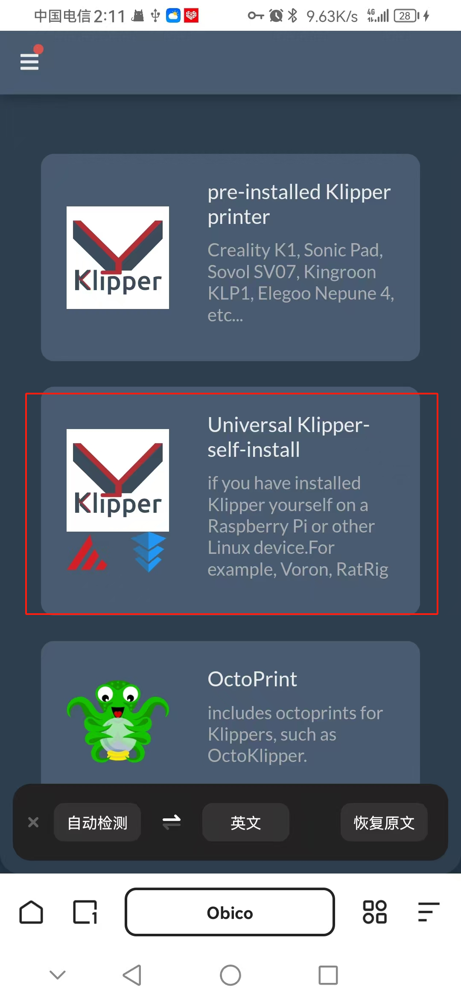 中国电信2:11
9.63K/s
4G
28
pre-installed Klipper
printer
Klipper
Creality K1, Sonic Pad,
Sovol SV07, Kingroon
KLP1, Elegoo Nepune 4,
etc...
Universal Klipper-
self-install
Klipper
if you have installed
Klipper yourself on a
Raspberry Pi or other
Linux device.For
example, Voron, RatRig
OctoPrint
includes octoprints for
Klippers, such as
OctoKlipper.
自动检测
英文
恢复原文
1
Obico